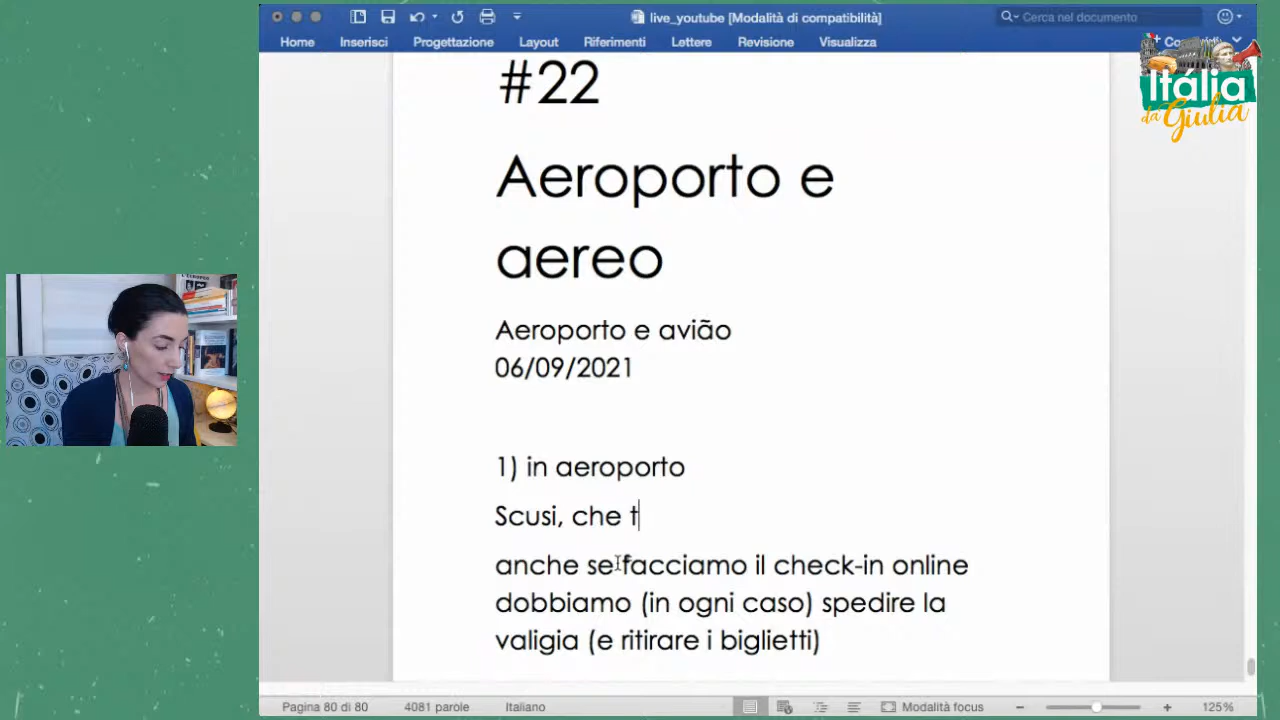 live_youtube [Modalità di compatibilità]
Cerca nel documento
Home Inserisci Progettazione Layout Riferimenti Lettere Revisione Visualizza
Itália
da Giulia
#22
Aeroporto e
aereo
Aeroporto e avião
06/09/2021
1) in aeroporto
Scusi, che t
anche se facciamo il check-in online
dobbiamo (in ogni caso) spedire la
valigia (e ritirare i biglietti)
Pagina 80 di 80 4081 parole Italiano Modalità focus 125%